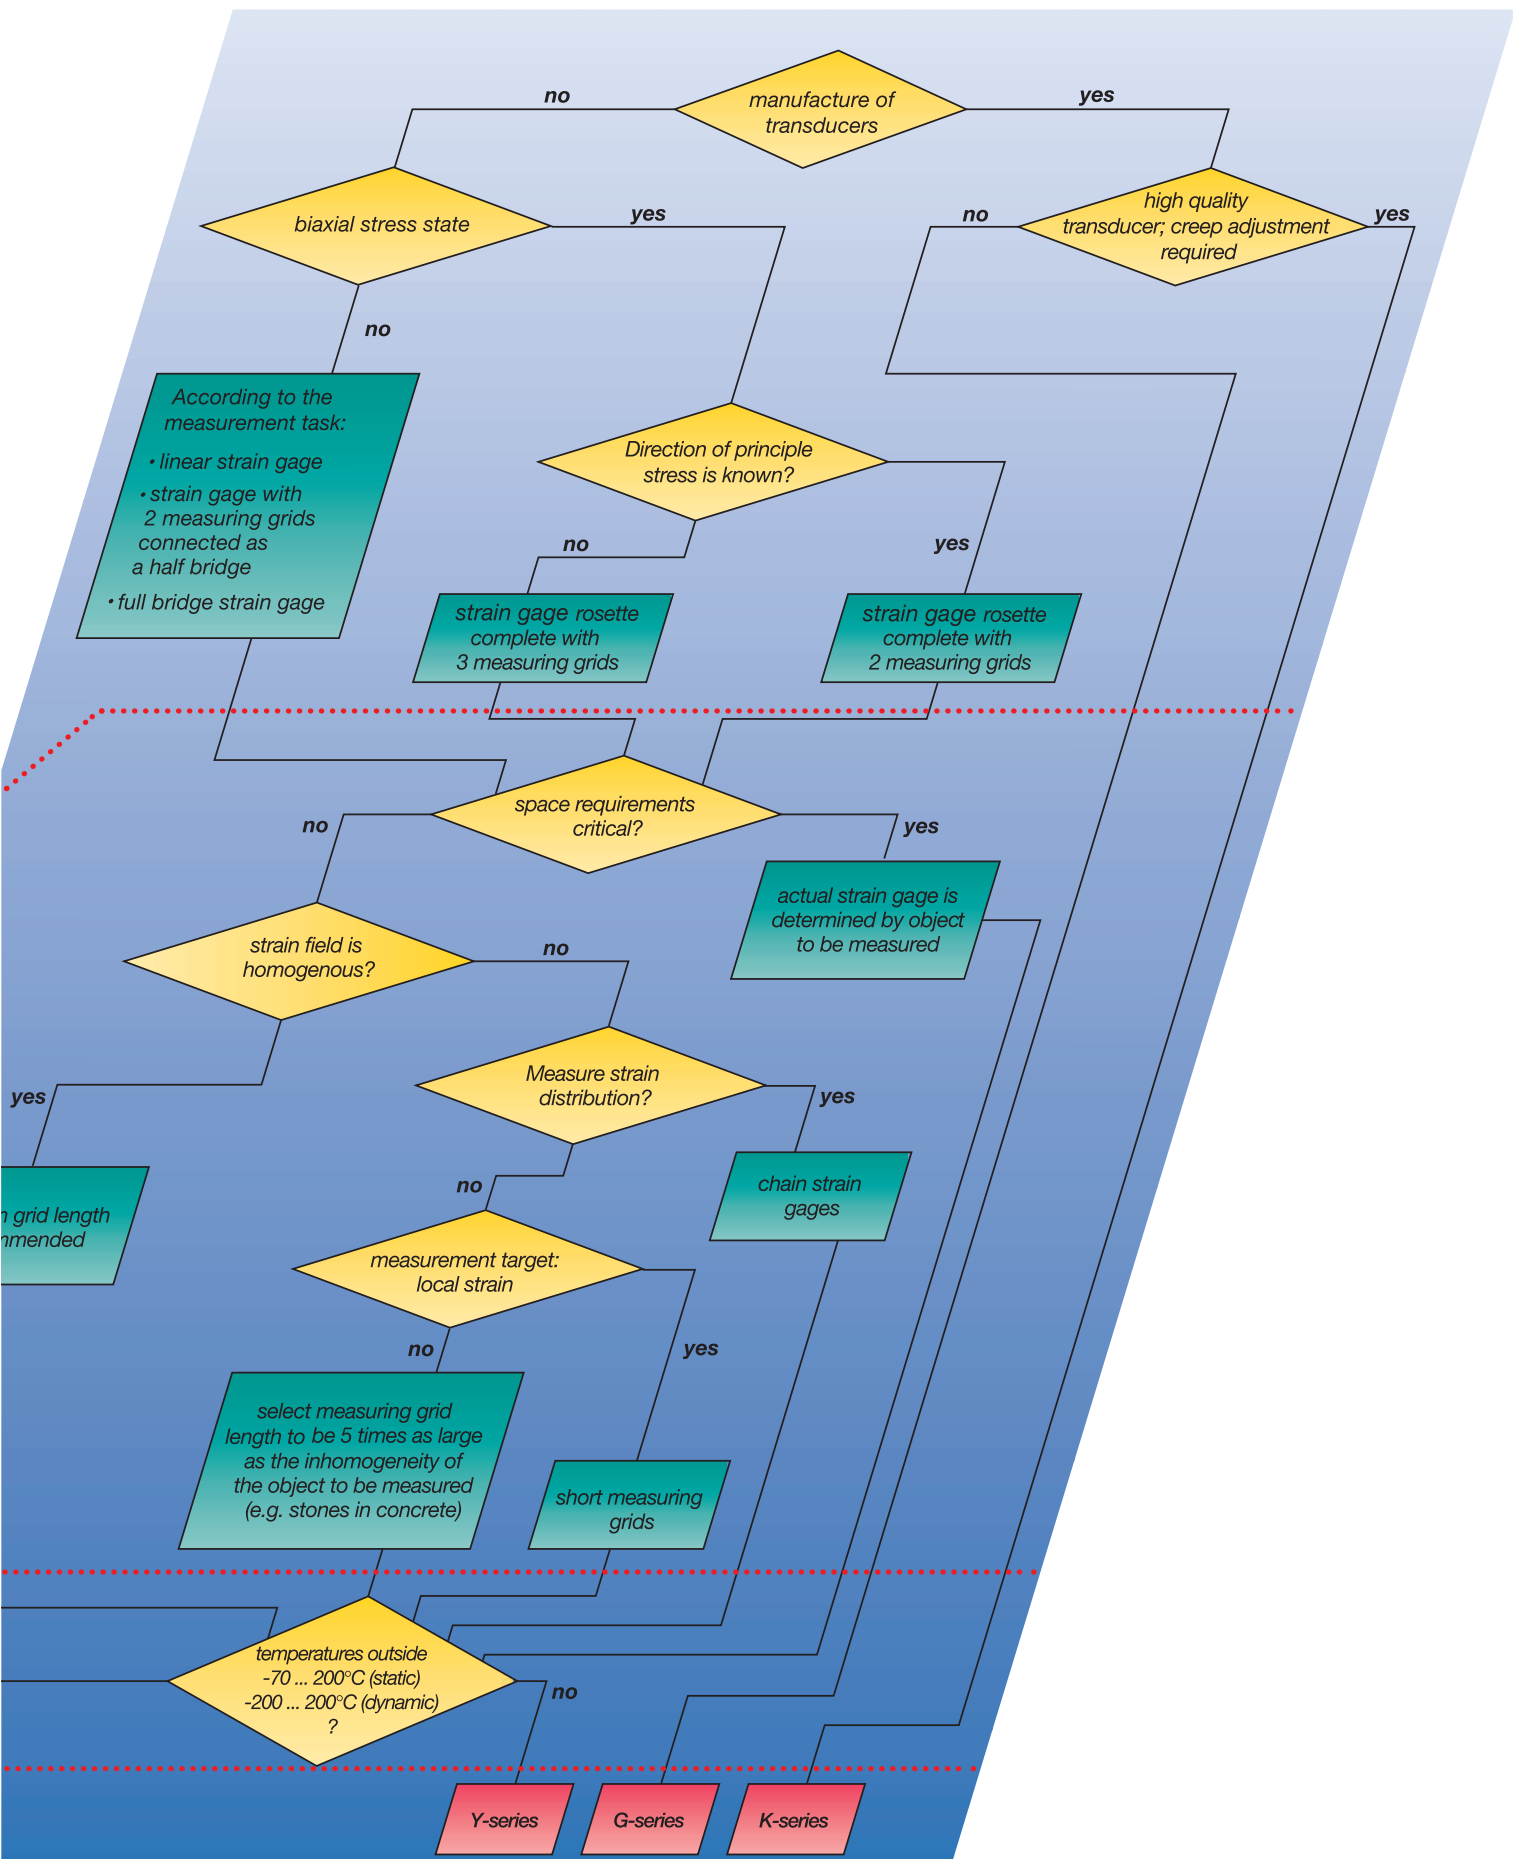 manufacture of
transducers
no
yes
biaxial stress state
yes
no
high quality
transducer; creep adjustment
required
no
yes
According to the
measurement task:
• linear strain gage
• strain gage with
2 measuring grids
connected as
a half bridge
• full bridge strain gage
Direction of principle
stress is known?
no
yes
strain gage rosette
complete with
3 measuring grids
strain gage rosette
complete with
2 measuring grids
space requirements
critical?
no
yes
actual strain gage is
determined by object
to be measured
strain field is
homogenous?
no
yes
Measure strain
distribution?
yes
no
chain strain
gages
n grid length
mmended
measurement target:
local strain
no
yes
select measuring grid
length to be 5 times as large
as the inhomogeneity of
the object to be measured
(e.g. stones in concrete)
short measuring
grids
temperatures outside
-70 ... 200°C (static)
-200 ... 200°C (dynamic)
?
no
Y-series
G-series
K-series